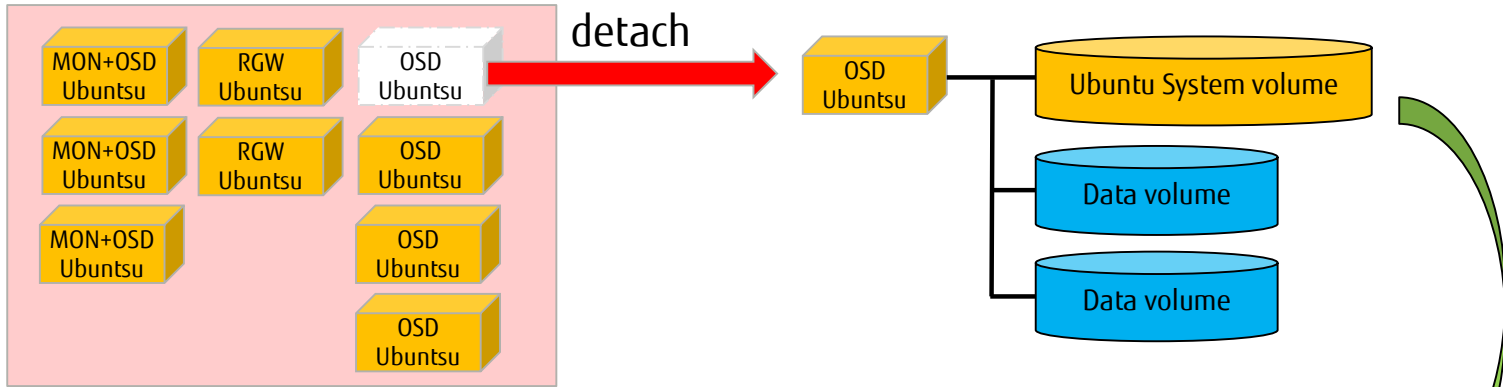 detach
MON+OSD
Ubuntsu
RGW
Ubuntsu
OSD
Ubuntsu
MON+OSD
Ubuntsu
RGW
Ubuntsu
OSD
Ubuntsu
MON+OSD
Ubuntsu
OSD
Ubuntsu
OSD
Ubuntsu
OSD
Ubuntsu
Ubuntu System volume
Data volume
Data volume